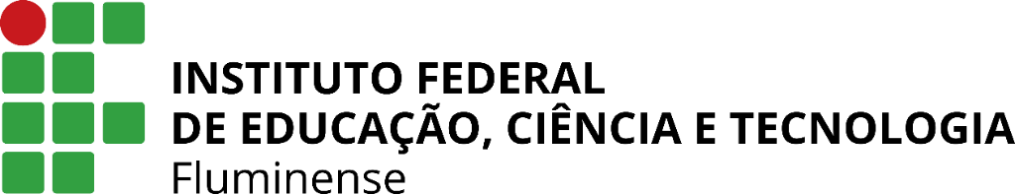 INSTITUTO FEDERAL
DE EDUCAÇÃO, CIÊNCIA E TECNOLOGIA
Fluminense